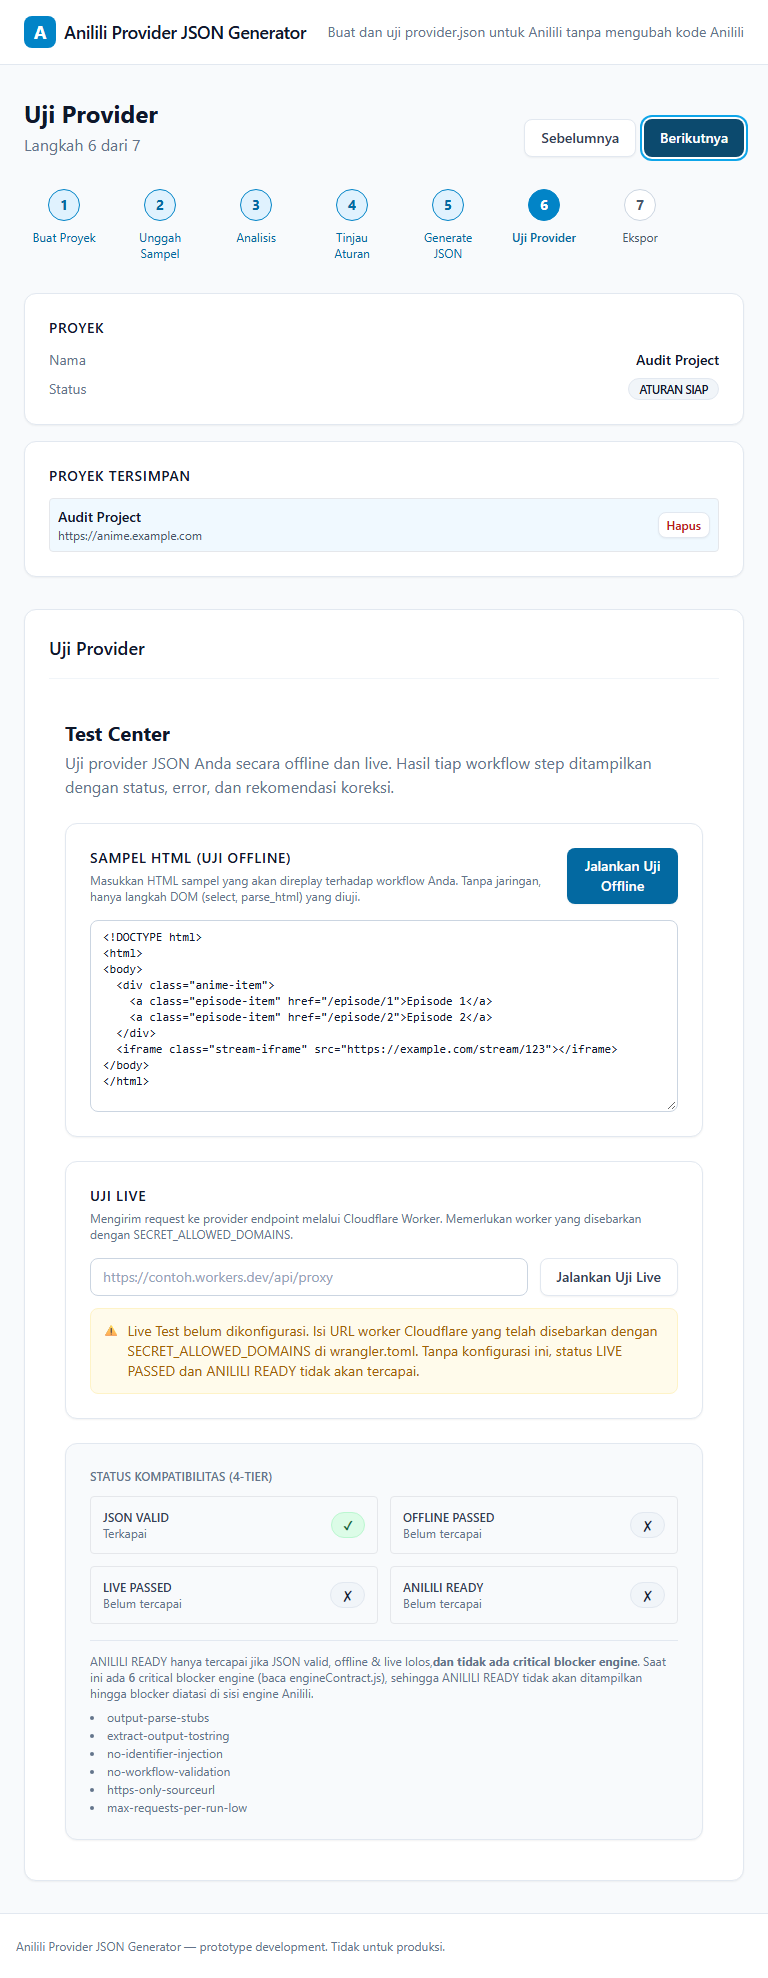 A Anilili Provider JSON Generator Buat dan uji provider.json untuk Anilili tanpa mengubah kode Anilili
Uji Provider
Langkah 6 dari 7
Sebelumnya Berikutnya
1 2 3 4 5 6 7
Buat Proyek Unggah Sampel Analisis Tinjau Aturan Generate JSON Uji Provider Ekspor
PROYEK
Nama Audit Project
Status ATURAN SIAP
PROYEK TERSIMPAN
Audit Project
https://anime.example.com
Hapus
Uji Provider
Test Center
Uji provider JSON Anda secara offline dan live. Hasil tiap workflow step ditampilkan
dengan status, error, dan rekomendasi koreksi.
SAMPEL HTML (UJI OFFLINE)
Masukkan HTML sampel yang akan direplay terhadap workflow Anda. Tanpa jaringan,
hanya langkah DOM (select, parse_html) yang diuji.
Jalankan Uji
Offline
<!DOCTYPE html>
<html>
<body>
  <div class="anime-item">
    <a class="episode-item" href="/episode/1">Episode 1</a>
    <a class="episode-item" href="/episode/2">Episode 2</a>
  </div>
  <iframe class="stream-iframe" src="https://example.com/stream/123"></iframe>
</body>
</html>
UJI LIVE
Mengirim request ke provider endpoint melalui Cloudflare Worker. Memerlukan worker yang disebarkan
dengan SECRET_ALLOWED_DOMAINS.
https://contoh.workers.dev/api/proxy Jalankan Uji Live
Live Test belum dikonfigurasi. Isi URL worker Cloudflare yang telah disebarkan dengan
SECRET_ALLOWED_DOMAINS di wrangler.toml. Tanpa konfigurasi ini, status LIVE
PASSED dan ANILILI READY tidak akan tercapai.
STATUS KOMPATIBILITAS (4-TIER)
JSON VALID
Terkapai
✓
OFFLINE PASSED
Belum tercapai
✗
LIVE PASSED
Belum tercapai
✗
ANILILI READY
Belum tercapai
✗
ANILILI READY hanya tercapai jika JSON valid, offline & live lolos,dan tidak ada critical blocker engine. Saat
ini ada 6 critical blocker engine (baca engineContract.js), sehingga ANILILI READY tidak akan ditampilkan
hingga blocker diatasi di sisi engine Anilili.
• output-parse-stubs
• extract-output-tostring
• no-identifier-injection
• no-workflow-validation
• https-only-sourceurl
• max-requests-per-run-low
Anilili Provider JSON Generator — prototype development. Tidak untuk produksi.